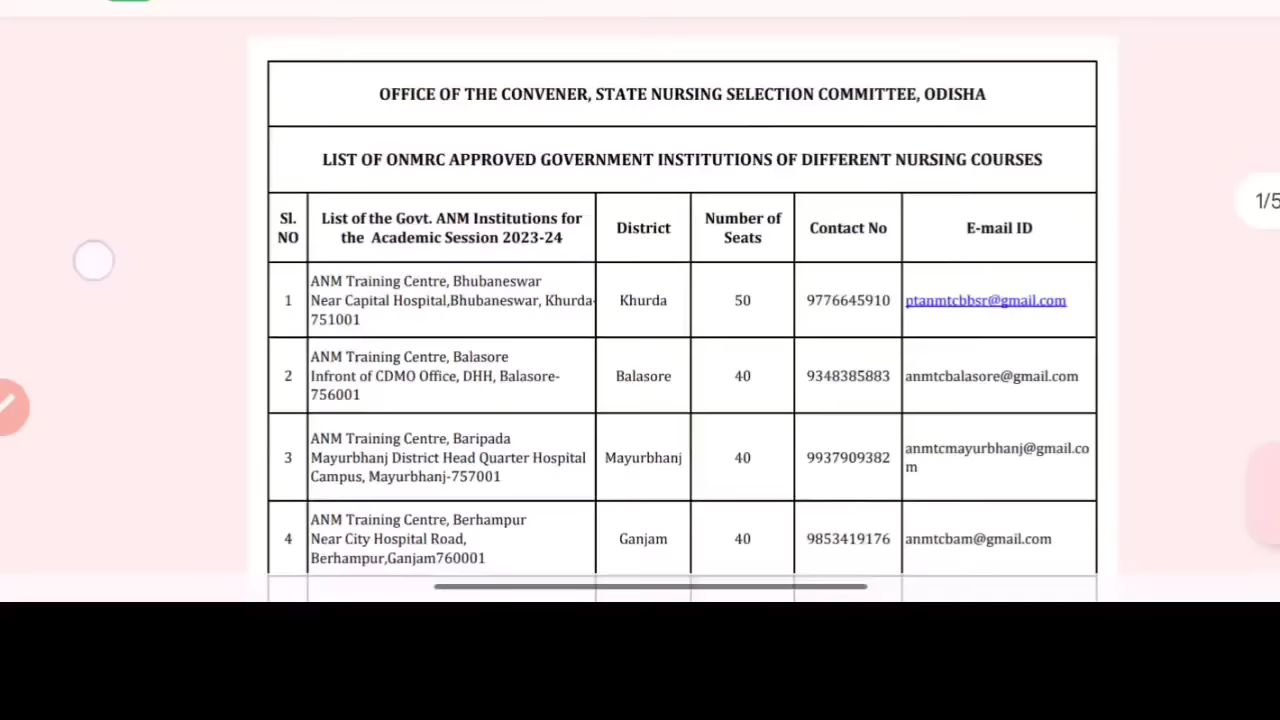 1/5
OFFICE OF THE CONVENER, STATE NURSING SELECTION COMMITTEE, ODISHA
LIST OF ONMRC APPROVED GOVERNMENT INSTITUTIONS OF DIFFERENT NURSING COURSES
Sl.
NO
List of the Govt. ANM Institutions for
the Academic Session 2023-24
District
Number of
Seats
Contact No
E-mail ID
1
ANM Training Centre, Bhubaneswar
Near Capital Hospital,Bhubaneswar, Khurda-
751001
Khurda
50
9776645910
ptanmtcbbsr@gmail.com
2
ANM Training Centre, Balasore
Infront of CDMO Office, DHH, Balasore-
756001
Balasore
40
9348385883
anmtcbalasore@gmail.com
3
ANM Training Centre, Baripada
Mayurbhanj District Head Quarter Hospital
Campus, Mayurbhanj-757001
Mayurbhanj
40
9937909382
anmtcmayurbhanj@gmail.co
m
4
ANM Training Centre, Berhampur
Near City Hospital Road,
Berhampur,Ganjam760001
Ganjam
40
9853419176
anmtcbam@gmail.com